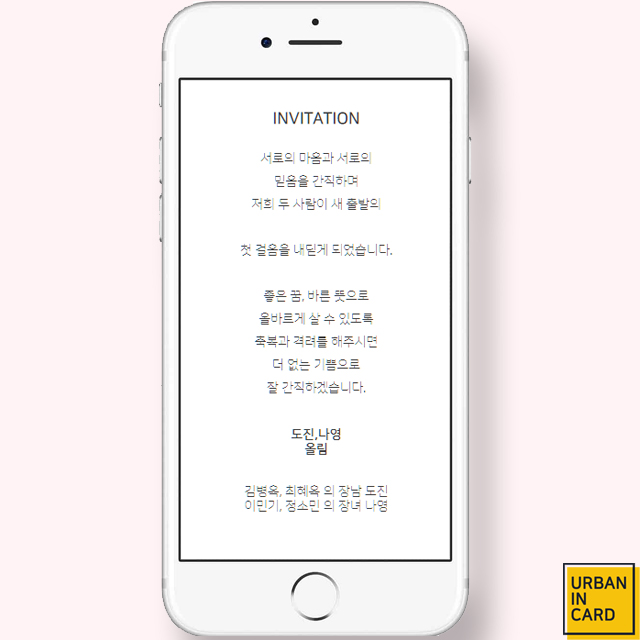 INVITATION
서로의 마음과 서로의
믿음을 간직하며
저희 두 사람이 새 출발의
첫 걸음을 내딛게 되었습니다.
좋은 꿈, 바른 뜻으로
올바르게 살 수 있도록
축복과 격려를 해주시면
더 없는 기쁨으로
잘 간직하겠습니다.
도진,나영
올림
김병욱, 최혜옥 의 장남 도진
이민기, 정소민 의 장녀 나영
URBAN
IN
CARD